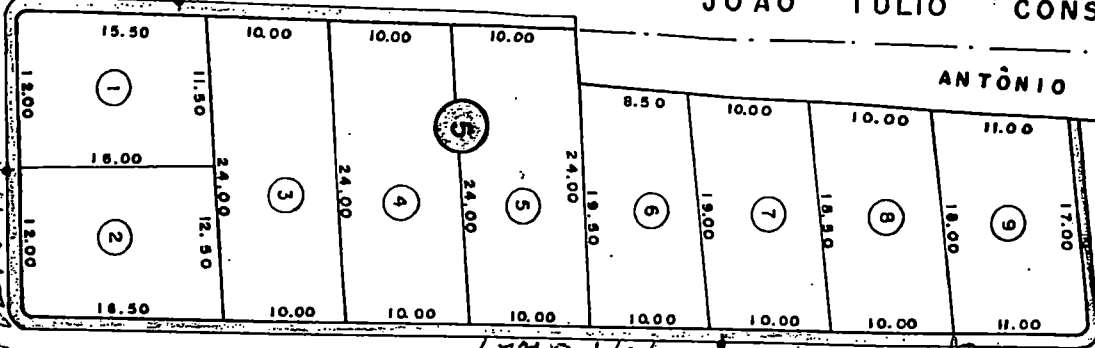 JOÃO TÚLIO CONS
ANTÔNIO
15.50 10.00 10.00 10.00
8.50 10.00 10.00 11.00
12.00 1 11.50
5
16.00
24.00 3 24.00 4 24.00 5 24.00 19.50 6 19.00 7 18.50 8 18.00 9 17.00
12.00 2 12.50
16.50 10.00 10.00 10.00 10.00 10.00 10.00 11.00